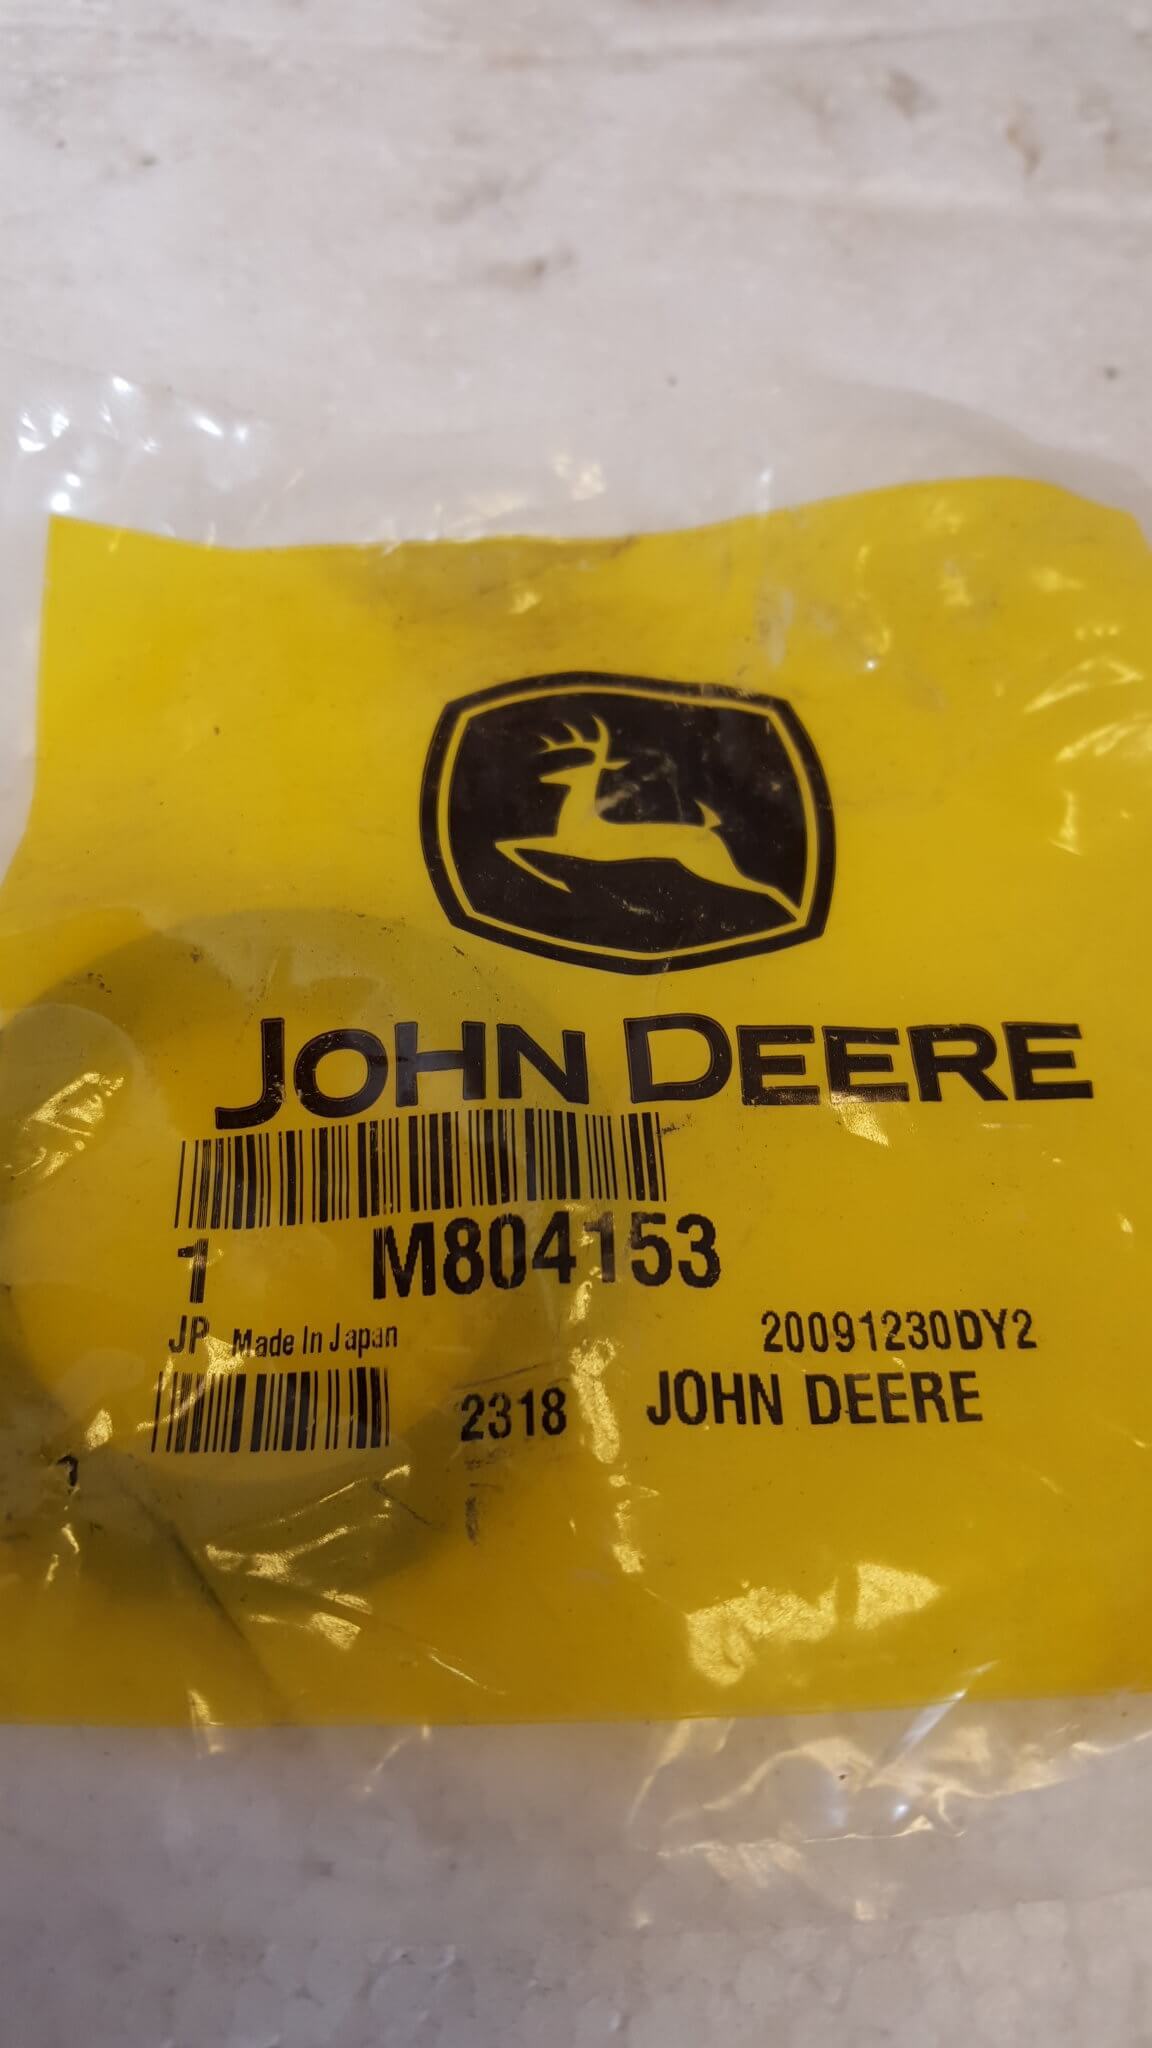 JOHN DEERE
1 M804153
JP Made In Japan
20091230DY2
2318 JOHN DEERE